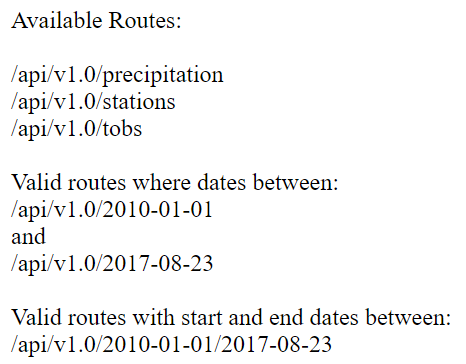 Available Routes:
/api/v1.0/precipitation
/api/v1.0/stations
/api/v1.0/tobs
Valid routes where dates between:
/api/v1.0/2010-01-01
and
/api/v1.0/2017-08-23
Valid routes with start and end dates between:
/api/v1.0/2010-01-01/2017-08-23